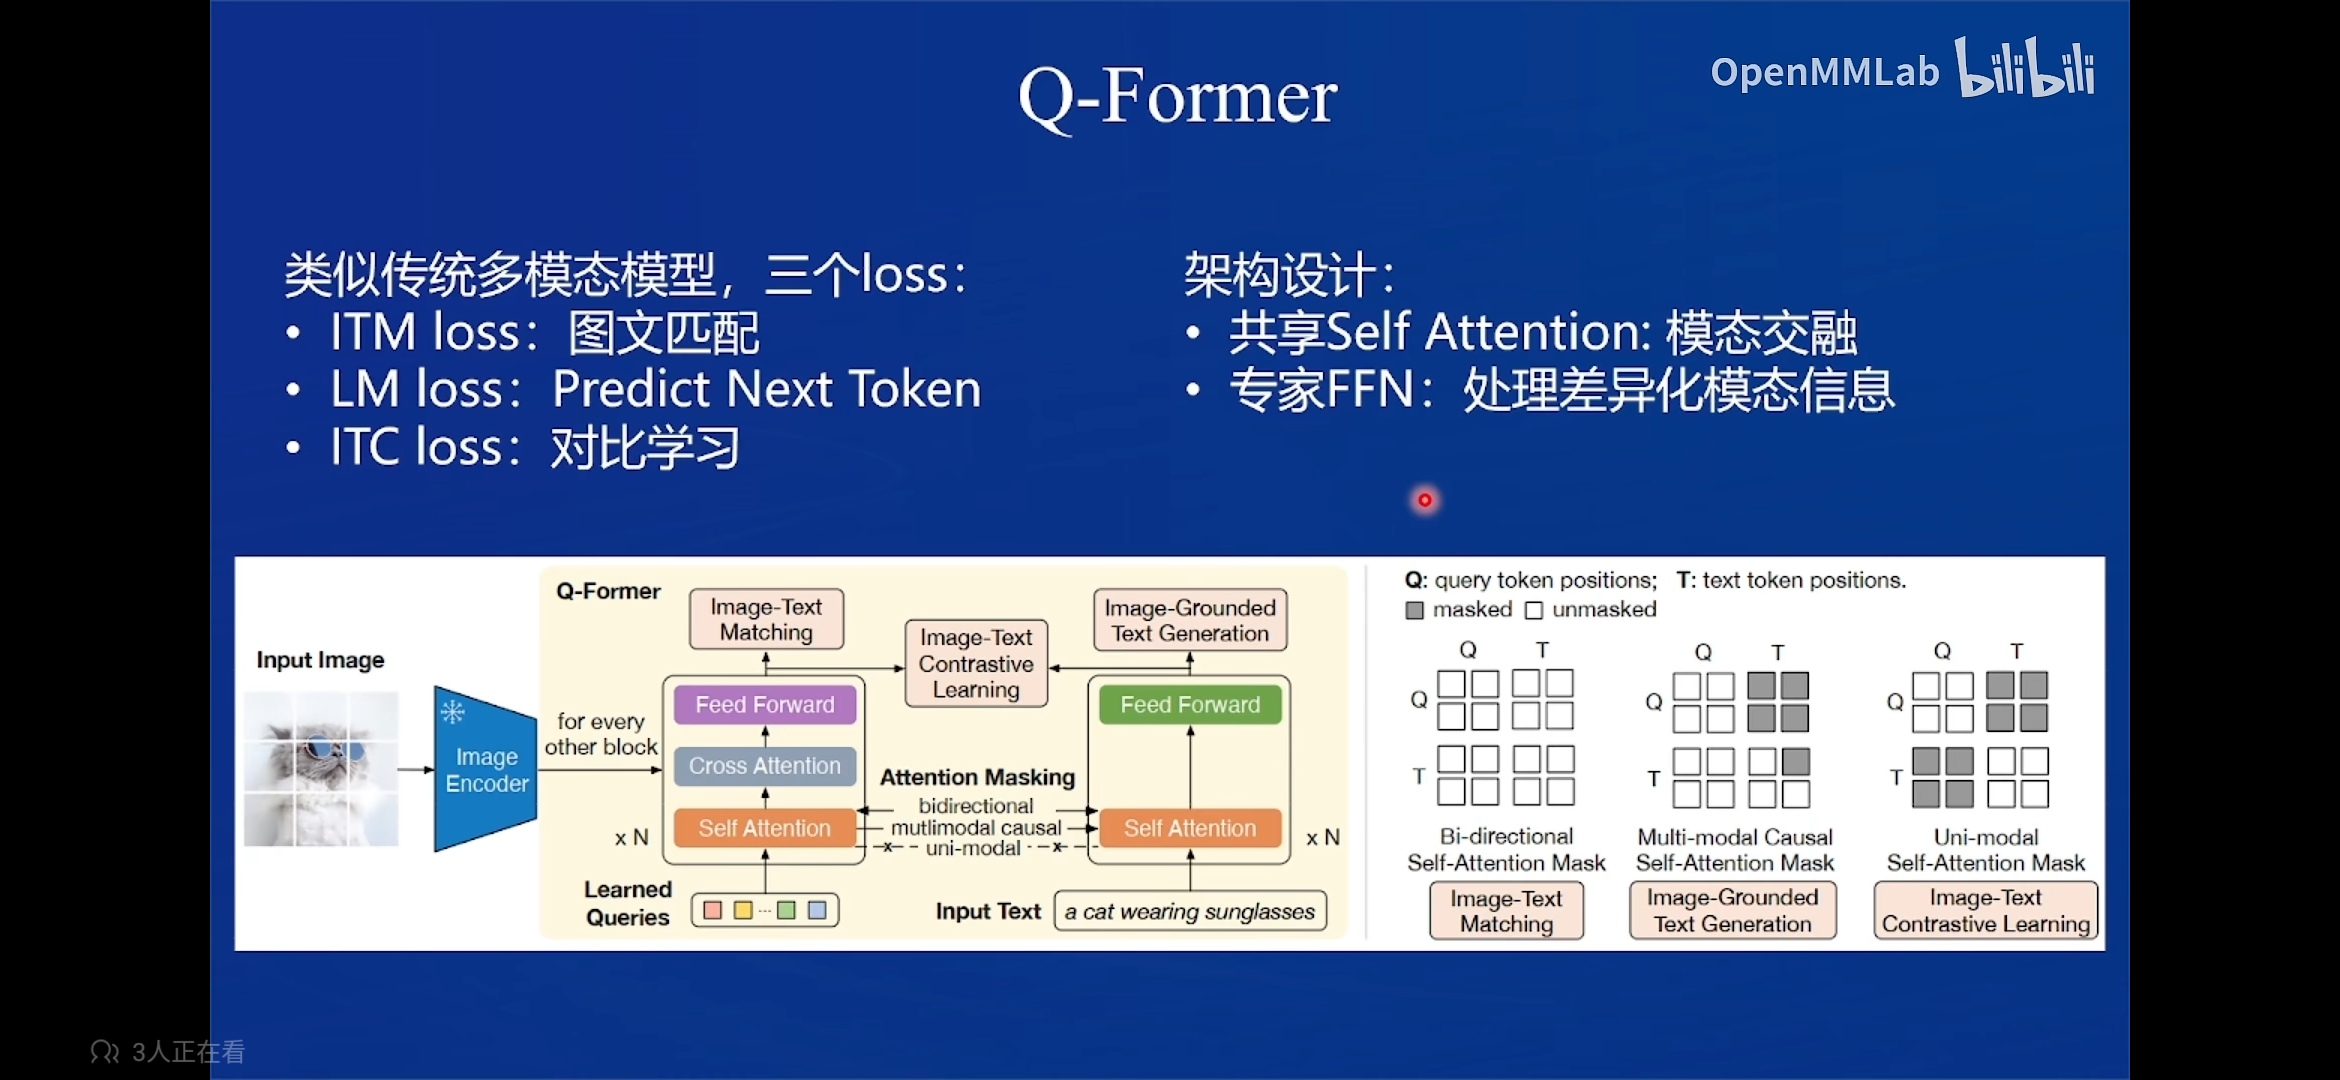 OpenMMLab bilibili
Q-Former
类似传统多模态模型，三个loss：
• ITM loss：图文匹配
• LM loss：Predict Next Token
• ITC loss：对比学习
架构设计：
• 共享Self Attention: 模态交融
• 专家FFN：处理差异化模态信息
Input Image
Image
Encoder
for every
other block
Q-Former
Image-Text
Matching
Image-Text
Contrastive
Learning
Image-Grounded
Text Generation
Feed Forward
Cross Attention
Self Attention
x N
Feed Forward
Self Attention
x N
Attention Masking
bidirectional
mutlimodal causal
uni-modal
Learned
Queries
...
Input Text
a cat wearing sunglasses
Q: query token positions; T: text token positions.
masked unmasked
Q T
Q
T
Bi-directional
Self-Attention Mask
Image-Text
Matching
Q T
Q
T
Multi-modal Causal
Self-Attention Mask
Image-Grounded
Text Generation
Q T
Q
T
Uni-modal
Self-Attention Mask
Image-Text
Contrastive Learning
3人正在看